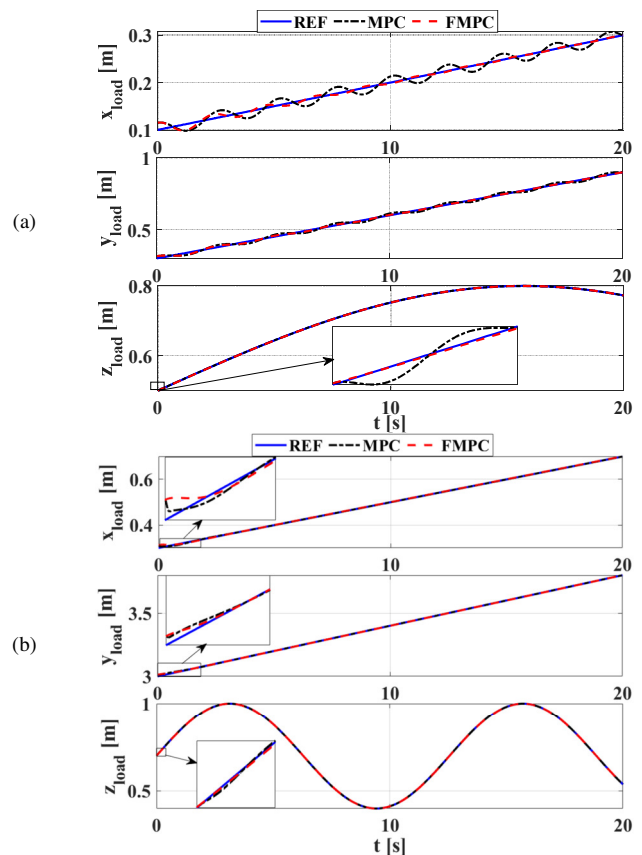 REF MPC FMPC
0.3
0.2
0.1
x_load [m]
0 10 20
(a)
1
0.5
y_load [m]
0 10 20
0.8
0.6
z_load [m]
0 10 20
t [s]
REF MPC FMPC
0.6
0.4
x_load [m]
0 10 20
(b)
3.5
3
y_load [m]
0 10 20
1
0.5
z_load [m]
0 10 20
t [s]